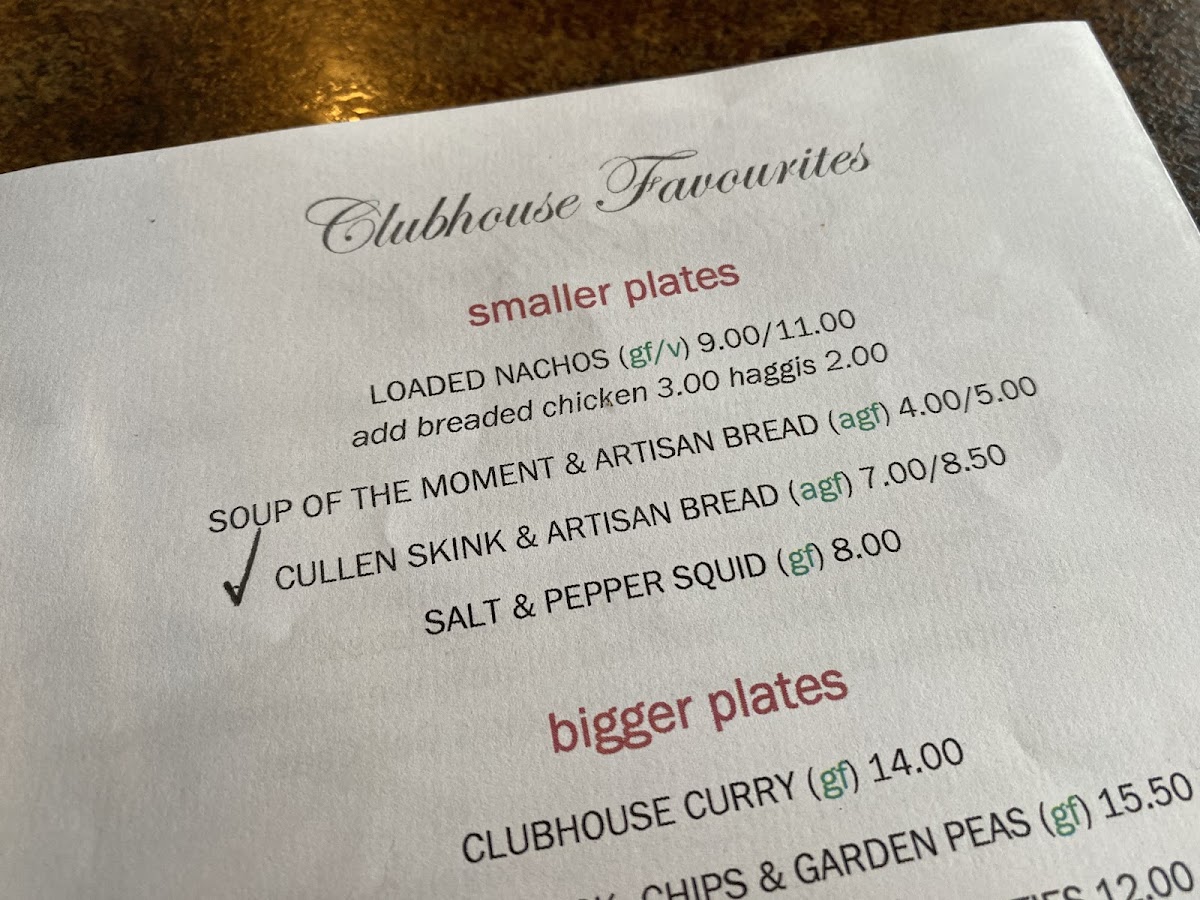 Clubhouse Favourites
smaller plates
LOADED NACHOS (gf/v) 9.00/11.00
add breaded chicken 3.00 haggis 2.00
SOUP OF THE MOMENT & ARTISAN BREAD (agf) 4.00/5.00
CULLEN SKINK & ARTISAN BREAD (agf) 7.00/8.50
SALT & PEPPER SQUID (gf) 8.00
bigger plates
CLUBHOUSE CURRY (gf) 14.00
CHIPS & GARDEN PEAS (gf) 15.50
12.00